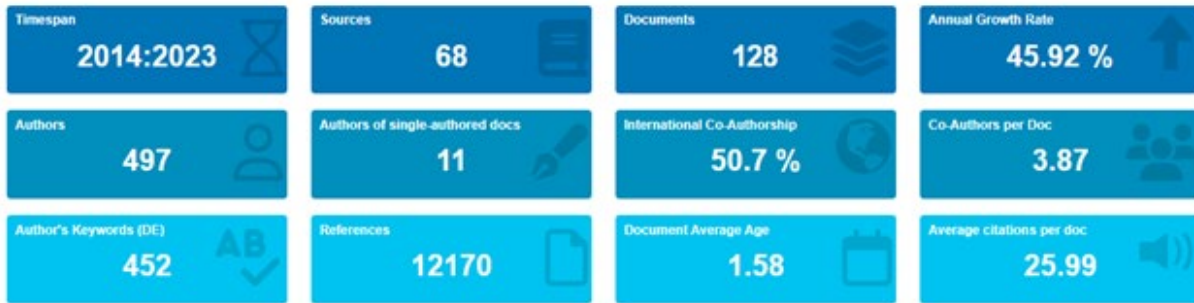 Timespan
2014:2023
Sources
68
Documents
128
Annual Growth Rate
45.92 %
Authors
497
Authors of single-authored docs
11
International Co-Authorship
50.7 %
Co-Authors per Doc
3.87
Author's Keywords (DE)
452
AB
References
12170
Document Average Age
1.58
Average citations per doc
25.99